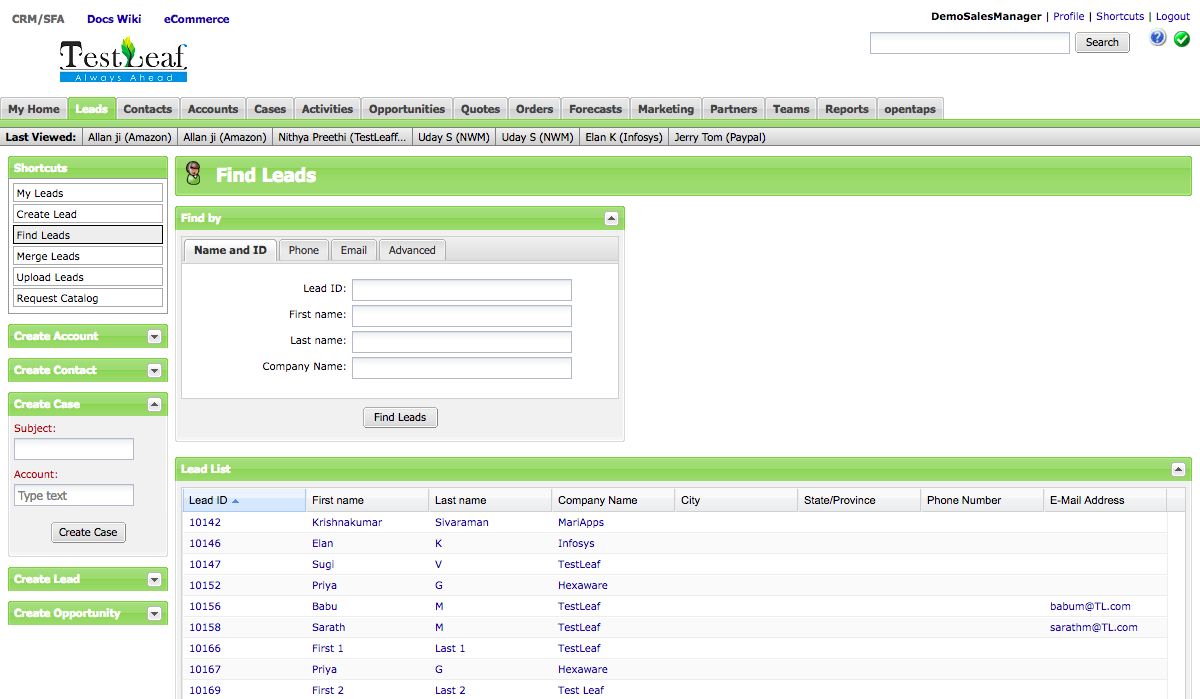 CRM/SFA Docs Wiki eCommerce
DemoSalesManager | Profile | Shortcuts | Logout
TestLeaf
Always Ahead
Search
?
My Home Leads Contacts Accounts Cases Activities Opportunities Quotes Orders Forecasts Marketing Partners Teams Reports opentaps
Last Viewed: Allan ji (Amazon) Allan ji (Amazon) Nithya Preethi (TestLeaff... Uday S (NWM) Uday S (NWM) Elan K (Infosys) Jerry Tom (Paypal)
Shortcuts
My Leads
Create Lead
Find Leads
Merge Leads
Upload Leads
Request Catalog
Create Account
Create Contact
Create Case
Subject:
Account:
Type text
Create Case
Create Lead
Create Opportunity
Find Leads
Find by
Name and ID Phone Email Advanced
Lead ID:
First name:
Last name:
Company Name:
Find Leads
Lead List
Lead ID First name Last name Company Name City State/Province Phone Number E-Mail Address
10142 Krishnakumar Sivaraman MariApps
10146 Elan K Infosys
10147 Sugi V TestLeaf
10152 Priya G Hexaware
10156 Babu M TestLeaf babum@TL.com
10158 Sarath M TestLeaf sarathm@TL.com
10166 First 1 Last 1 TestLeaf
10167 Priya G Hexaware
10169 First 2 Last 2 Test Leaf